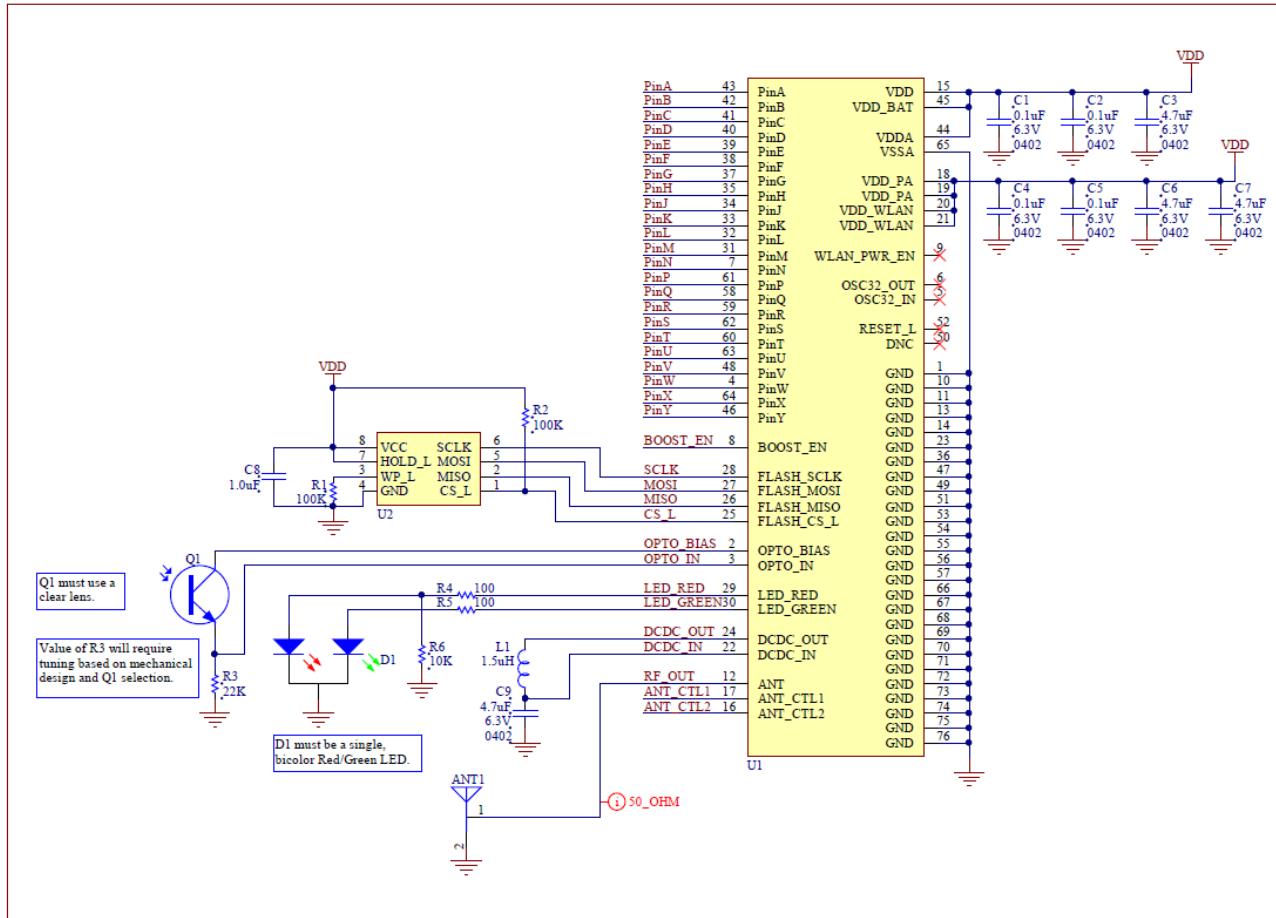 VDD
PinA 43 PinA VDD 15
PinB 42 PinB VDD_BAT 45
PinC 41 PinC
PinD 40 PinD VDDA 44
PinE 39 PinE VSSA 65
PinF 38 PinF
PinG 37 PinG VDD_PA 18
PinH 35 PinH VDD_PA 19
PinJ 34 PinJ VDD_WLAN 20
PinK 33 PinK VDD_WLAN 21
PinL 32 PinL
PinM 31 PinM WLAN_PWR_EN 9
PinN 7 PinN
PinP 61 PinP OSC32_OUT 6
PinQ 58 PinQ OSC32_IN 5
PinR 59 PinR
PinS 62 PinS RESET_L 52
PinT 60 PinT DNC 50
PinU 63 PinU
PinV 48 PinV GND 1
PinW 4 PinW GND 10
PinX 64 PinX GND 11
PinY 46 PinY GND 13
GND 14
BOOST_EN 8 BOOST_EN GND 23
GND 36
SCLK 28 FLASH_SCLK GND 47
MOSI 27 FLASH_MOSI GND 49
MISO 26 FLASH_MISO GND 51
CS_L 25 FLASH_CS_L GND 53
GND 54
OPTO_BIAS 2 OPTO_BIAS GND 55
OPTO_IN 3 OPTO_IN GND 56
GND 57
LED_RED 29 LED_RED GND 66
LED_GREEN 30 LED_GREEN GND 67
GND 68
DCDC_OUT 24 DCDC_OUT GND 69
DCDC_IN 22 DCDC_IN GND 70
GND 71
RF_OUT 12 ANT GND 72
ANT_CTL1 17 ANT_CTL1 GND 73
ANT_CTL2 16 ANT_CTL2 GND 74
GND 75
GND 76
U1
C1
0.1uF
6.3V
0402
C2
0.1uF
6.3V
0402
C3
4.7uF
6.3V
0402
VDD
C4
0.1uF
6.3V
0402
C5
0.1uF
6.3V
0402
C6
4.7uF
6.3V
0402
C7
4.7uF
6.3V
0402
VDD
R2
100K
8 VCC SCLK 6
7 HOLD_L MOSI 5
3 WP_L MISO 2
4 GND CS_L 1
U2
C8
1.0uF
R1
100K
Q1
Q1 must use a
clear lens.
Value of R3 will require
tuning based on mechanical
design and Q1 selection.
R3
22K
R4 100
R5 100
D1
R6
10K
D1 must be a single,
bicolor Red/Green LED.
L1
1.5uH
C9
4.7uF
6.3V
0402
ANT1
1
2
i 50_OHM